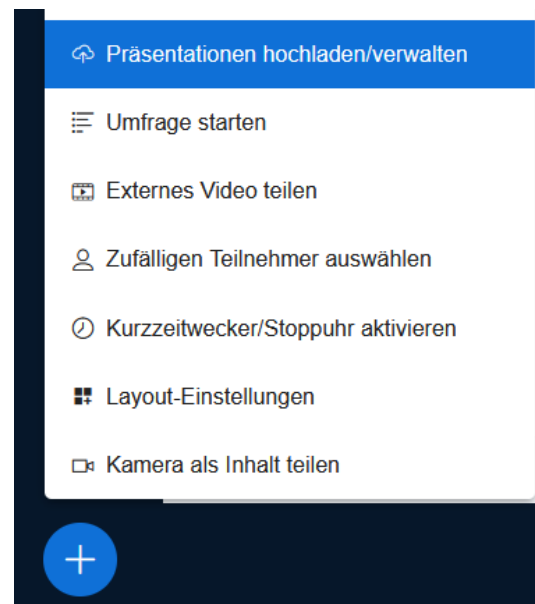 Präsentationen hochladen/verwalten
Umfrage starten
Externes Video teilen
Zufälligen Teilnehmer auswählen
Kurzzeitwecker/Stoppuhr aktivieren
Layout-Einstellungen
Kamera als Inhalt teilen